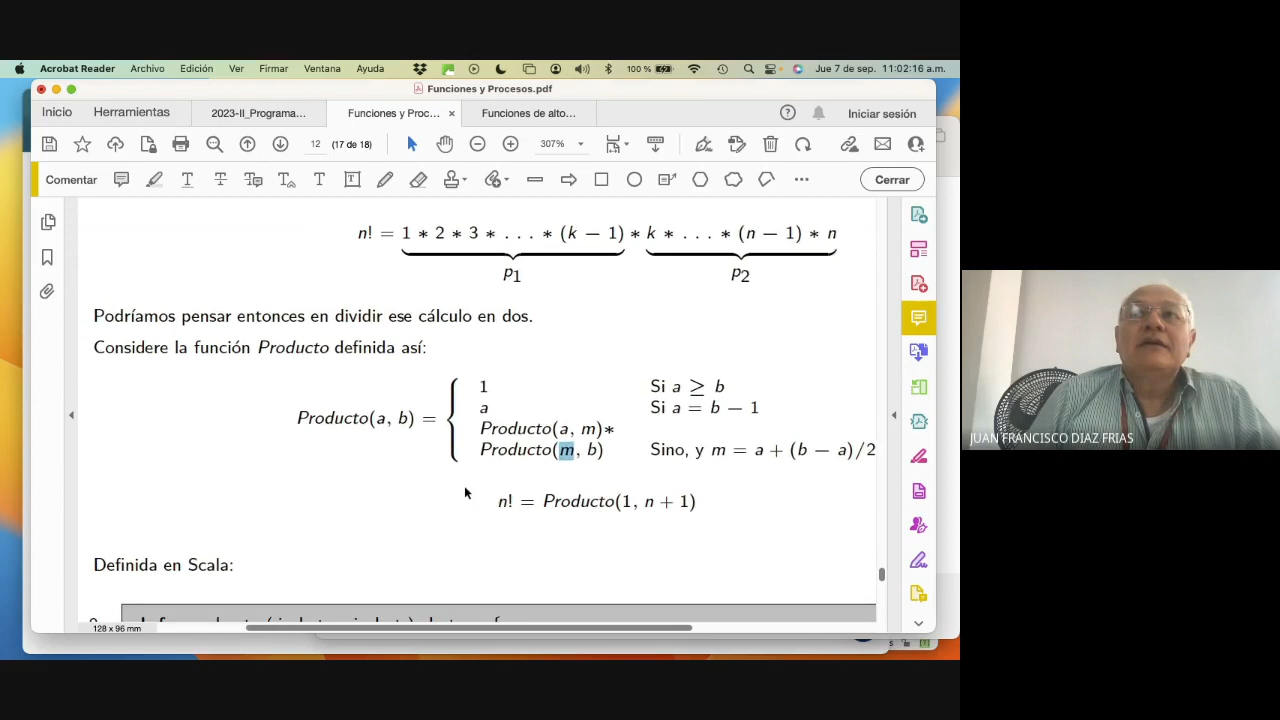 Acrobat Reader Archivo Edición Ver Firmar Ventana Ayuda 100 % Jue 7 de sep. 11:02:16 a.m.
Funciones y Procesos.pdf
Inicio Herramientas 2023-II_Programa... Funciones y Proc... × Funciones de alto... Iniciar sesión
12 (17 de 18) 307%
Comentar Cerrar
n! = 1 ∗ 2 ∗ 3 ∗ . . . ∗ (k − 1) ∗ k ∗ . . . ∗ (n − 1) ∗ n
p1 p2
Podríamos pensar entonces en dividir ese cálculo en dos.
Considere la función Producto definida así:
1 Si a ≥ b
a Si a = b − 1
Producto(a, b) =
Producto(a, m)∗
Producto(m, b) Sino, y m = a + (b − a)/2
n! = Producto(1, n + 1)
Definida en Scala:
128 x 96 mm
JUAN FRANCISCO DIAZ FRIAS